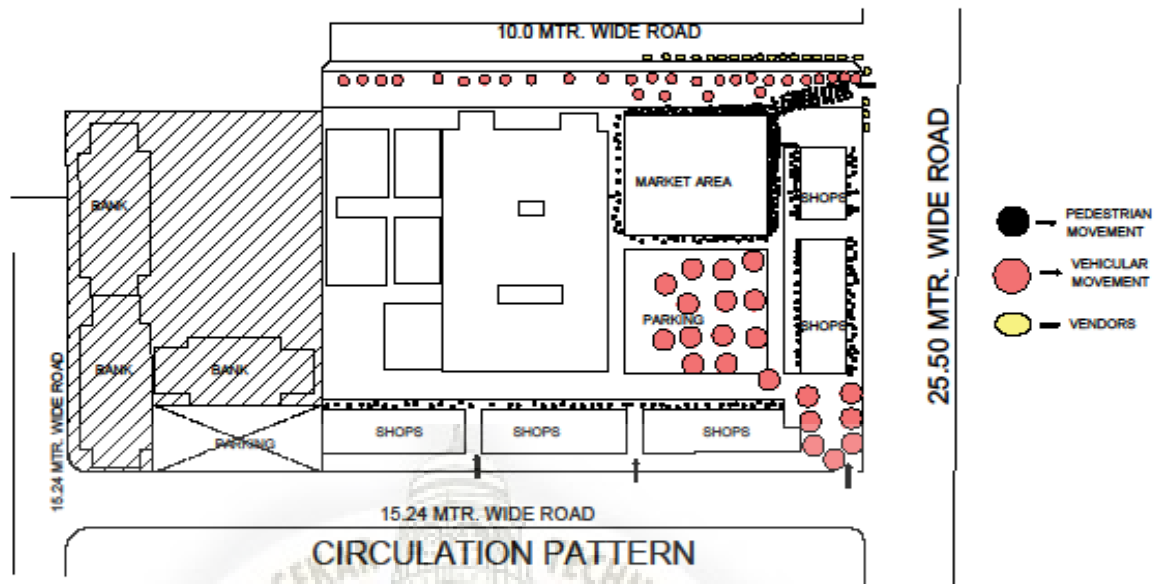 10.0 MTR. WIDE ROAD
MARKET AREA
BANK
SHOPS
25.50 MTR. WIDE ROAD
PEDESTRIAN
MOVEMENT
VEHICULAR
MOVEMENT
PARKING
SHOPS
VENDORS
BANK
BANK
15.24 MTR. WIDE ROAD
SHOPS
SHOPS
SHOPS
PARKING
15.24 MTR. WIDE ROAD
CIRCULATION PATTERN